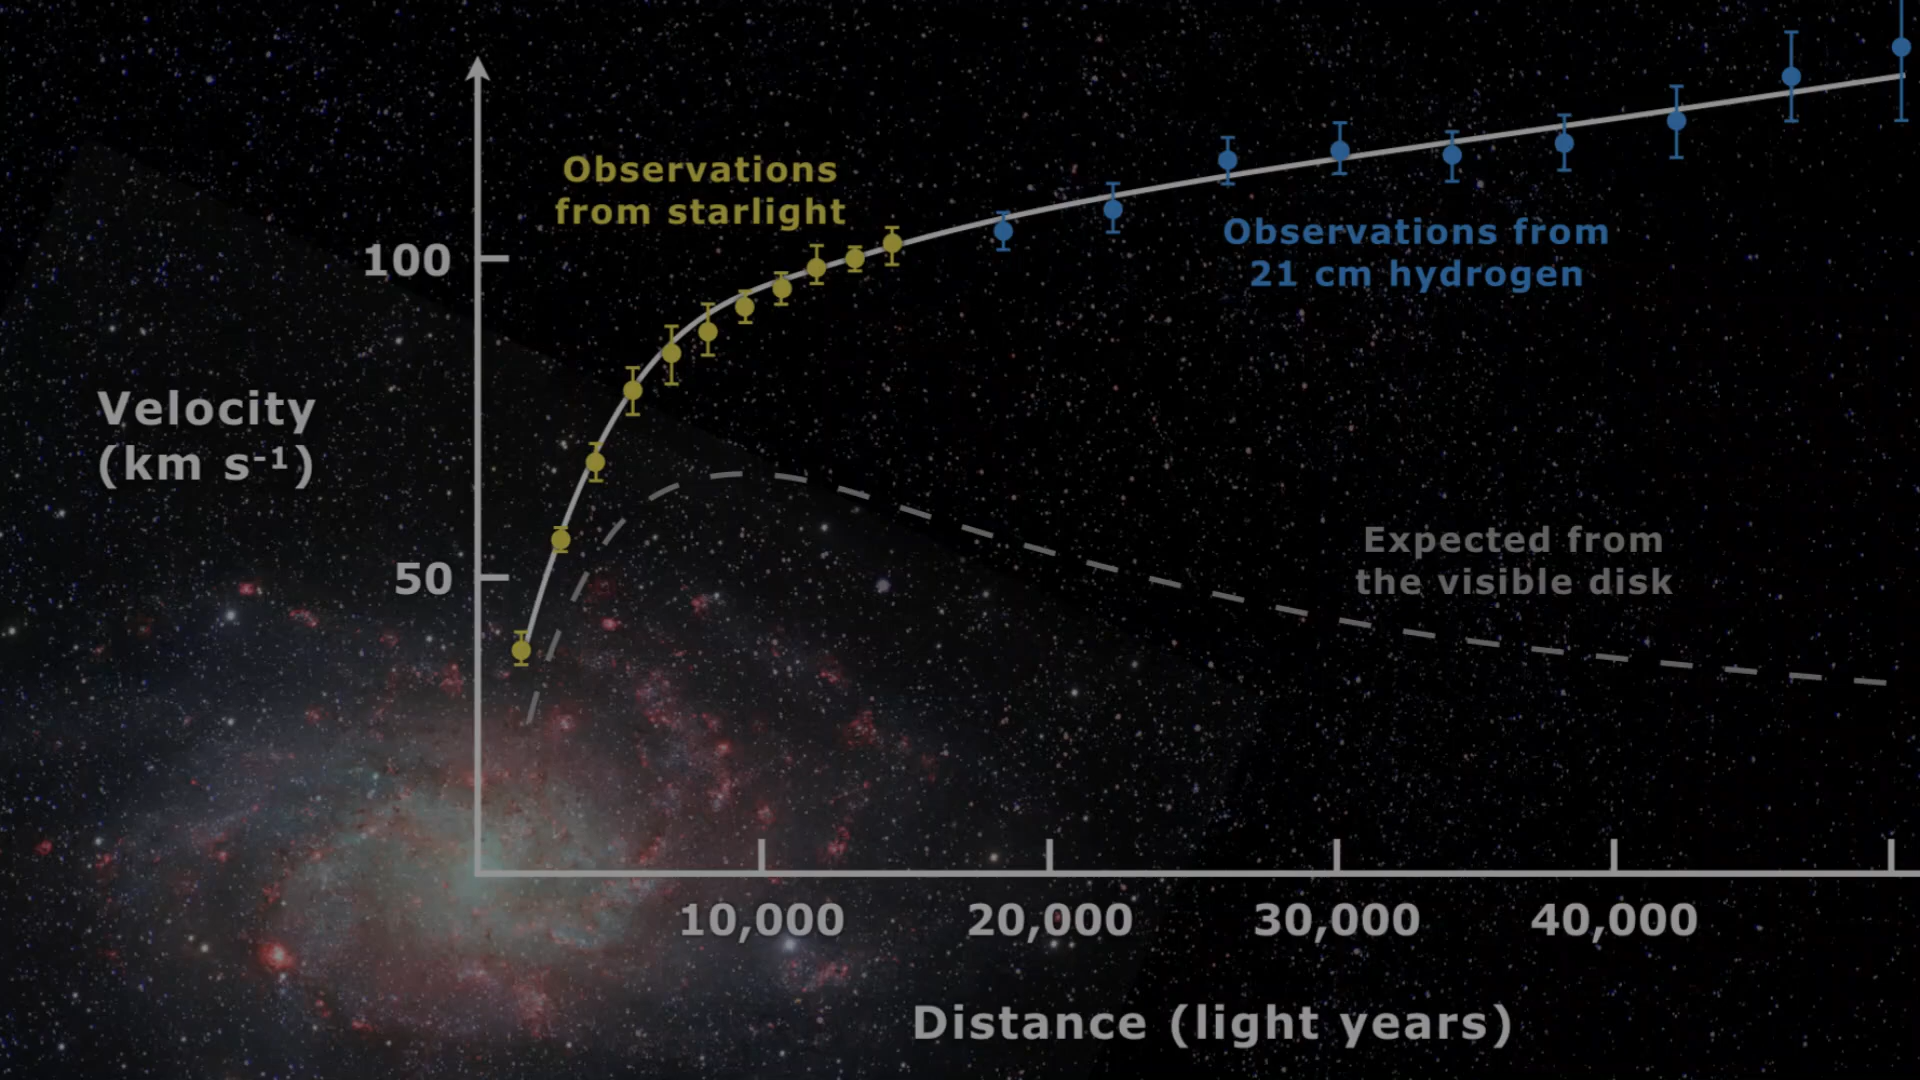 Observations
from starlight
100
Observations from
21 cm hydrogen
Velocity
(km s⁻¹)
Expected from
the visible disk
50
10,000
20,000
30,000
40,000
Distance (light years)